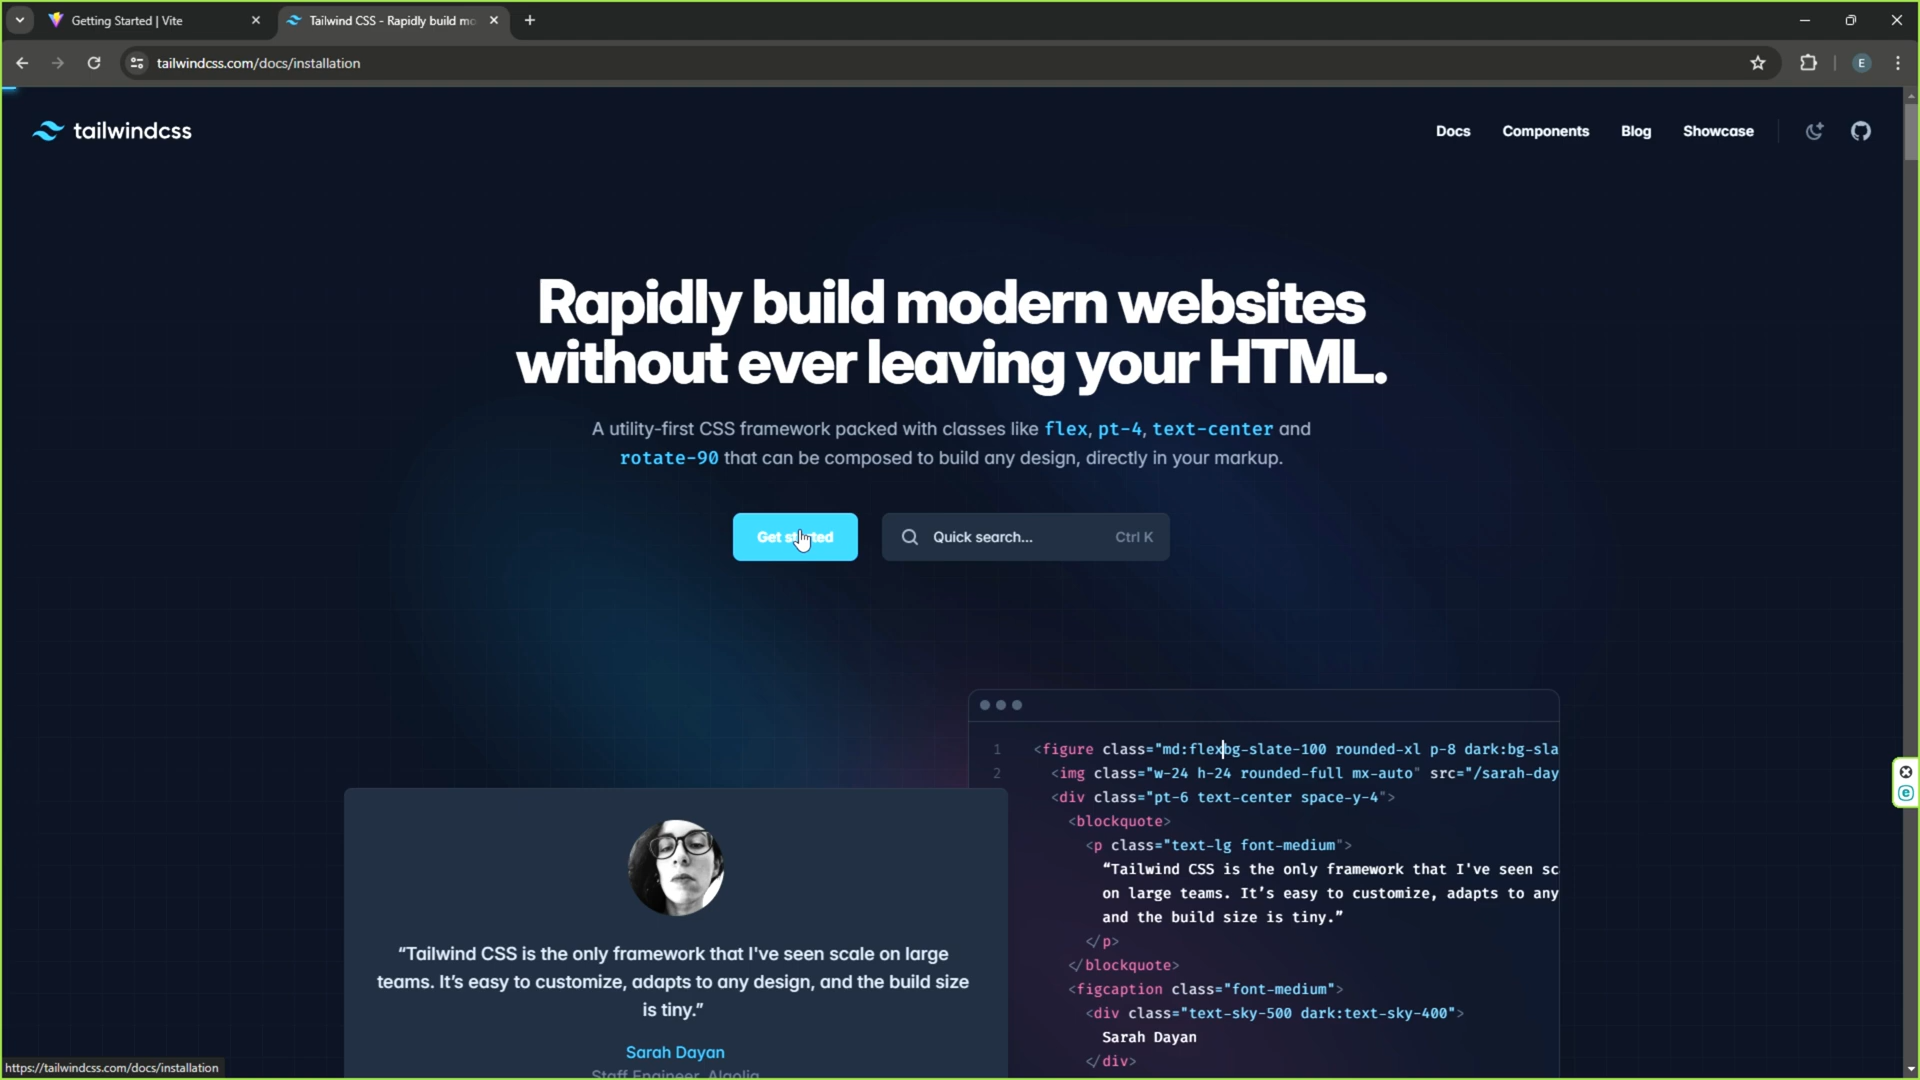 Getting Started | Vite
Tailwind CSS - Rapidly build mo
tailwindcss.com/docs/installation
E
tailwindcss
Docs
Components
Blog
Showcase
Rapidly build modern websites
without ever leaving your HTML.
A utility-first CSS framework packed with classes like flex, pt-4, text-center and
rotate-90 that can be composed to build any design, directly in your markup.
Get started
Quick search...
Ctrl K
1 <figure class="md:flexbg-slate-100 rounded-xl p-8 dark:bg-sla
2 <img class="w-24 h-24 rounded-full mx-auto" src="/sarah-day
<div class="pt-6 text-center space-y-4">
<blockquote>
<p class="text-lg font-medium">
“Tailwind CSS is the only framework that I've seen sc
on large teams. It’s easy to customize, adapts to any
and the build size is tiny.”
</p>
</blockquote>
<figcaption class="font-medium">
<div class="text-sky-500 dark:text-sky-400">
Sarah Dayan
</div>
“Tailwind CSS is the only framework that I've seen scale on large
teams. It’s easy to customize, adapts to any design, and the build size
is tiny.”
Sarah Dayan
Staff Engineer, Algolia
https://tailwindcss.com/docs/installation